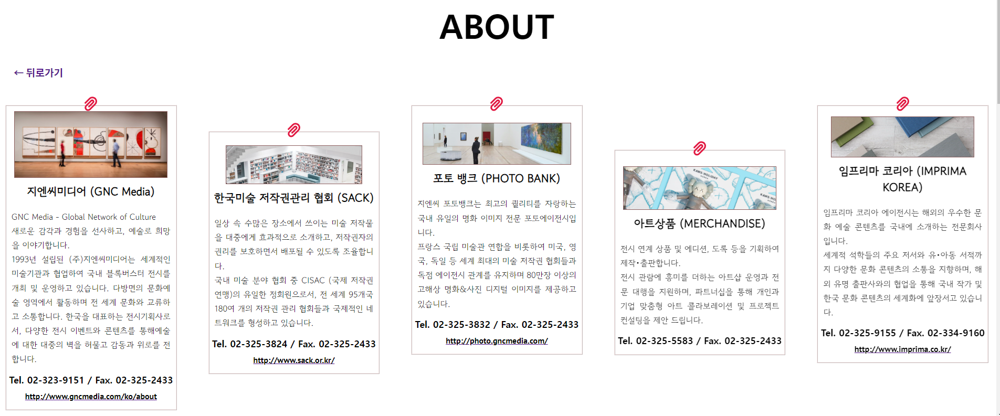 ABOUT
← 뒤로가기
지엔씨미디어 (GNC Media)
GNC Media - Global Network of Culture
새로운 감각과 경험을 선사하고, 예술로 희망
을 이야기합니다.
1993년 설립된 (주)지엔씨미디어는 세계적인
미술기관과 협업하여 국내 블록버스터 전시를
개최 및 운영하고 있습니다. 다방면의 문화예
술 영역에서 활동하며 전 세계 문화와 교류하
고 소통합니다. 한국을 대표하는 전시기획사로
서, 다양한 전시 이벤트와 콘텐츠를 통해예술
에 대한 대중의 벽을 허물고 감동과 위로를 전
합니다.
Tel. 02-323-9151 / Fax. 02-325-2433
http://www.gncmedia.com/ko/about
한국미술 저작권관리 협회 (SACK)
일상 속 수많은 장소에서 쓰이는 미술 저작물
을 대중에게 효과적으로 소개하고, 저작권자의
권리를 보호하면서 배포될 수 있도록 조율합니
다.
국내 미술 분야 협회 중 CISAC (국제 저작권
연맹)의 유일한 정회원으로서, 전 세계 95개국
180여 개의 저작권 관리 협회들과 국제적인 네
트워크를 형성하고 있습니다.
Tel. 02-325-3824 / Fax. 02-325-2433
http://www.sack.or.kr/
포토 뱅크 (PHOTO BANK)
지엔씨 포토뱅크는 최고의 퀄리티를 자랑하는
국내 유일의 명화 이미지 전문 포토에이전시입
니다.
프랑스 국립 미술관 연합을 비롯하여 미국, 영
국, 독일 등 세계 최대의 미술 저작권 협회들과
독점 에이전시 관계를 유지하며 80만장 이상의
고해상 명화&사진 디지털 이미지를 제공하고
있습니다.
Tel. 02-325-3832 / Fax. 02-325-2433
http://photo.gncmedia.com/
KAWS:HOLIDAY
KOREA
KAWS:HO
아트상품 (MERCHANDISE)
전시 연계 상품 및 에디션, 도록 등을 기획하여
제작•출판합니다.
전시 관람에 흥미를 더하는 아트샵 운영과 전
문 대행을 지원하며, 파트너십을 통해 개인과
기업 맞춤형 아트 콜라보레이션 및 프로젝트
컨설팅을 제안 드립니다.
Tel. 02-325-5583 / Fax. 02-325-2433
임프리마 코리아 (IMPRIMA
KOREA)
임프리마 코리아 에이전시는 해외의 우수한 문
화 예술 콘텐츠를 국내에 소개하는 전문회사
입니다.
세계적 석학들의 주요 저서와 유•아동 서적까
지 다양한 문화 콘텐츠의 소통을 지향하며, 해
외 유명 출판사와의 협업을 통해 국내 작가 및
한국 문화 콘텐츠의 세계화에 앞장서고 있습니
다.
Tel. 02-325-9155 / Fax. 02-334-9160
http://www.imprima.co.kr/